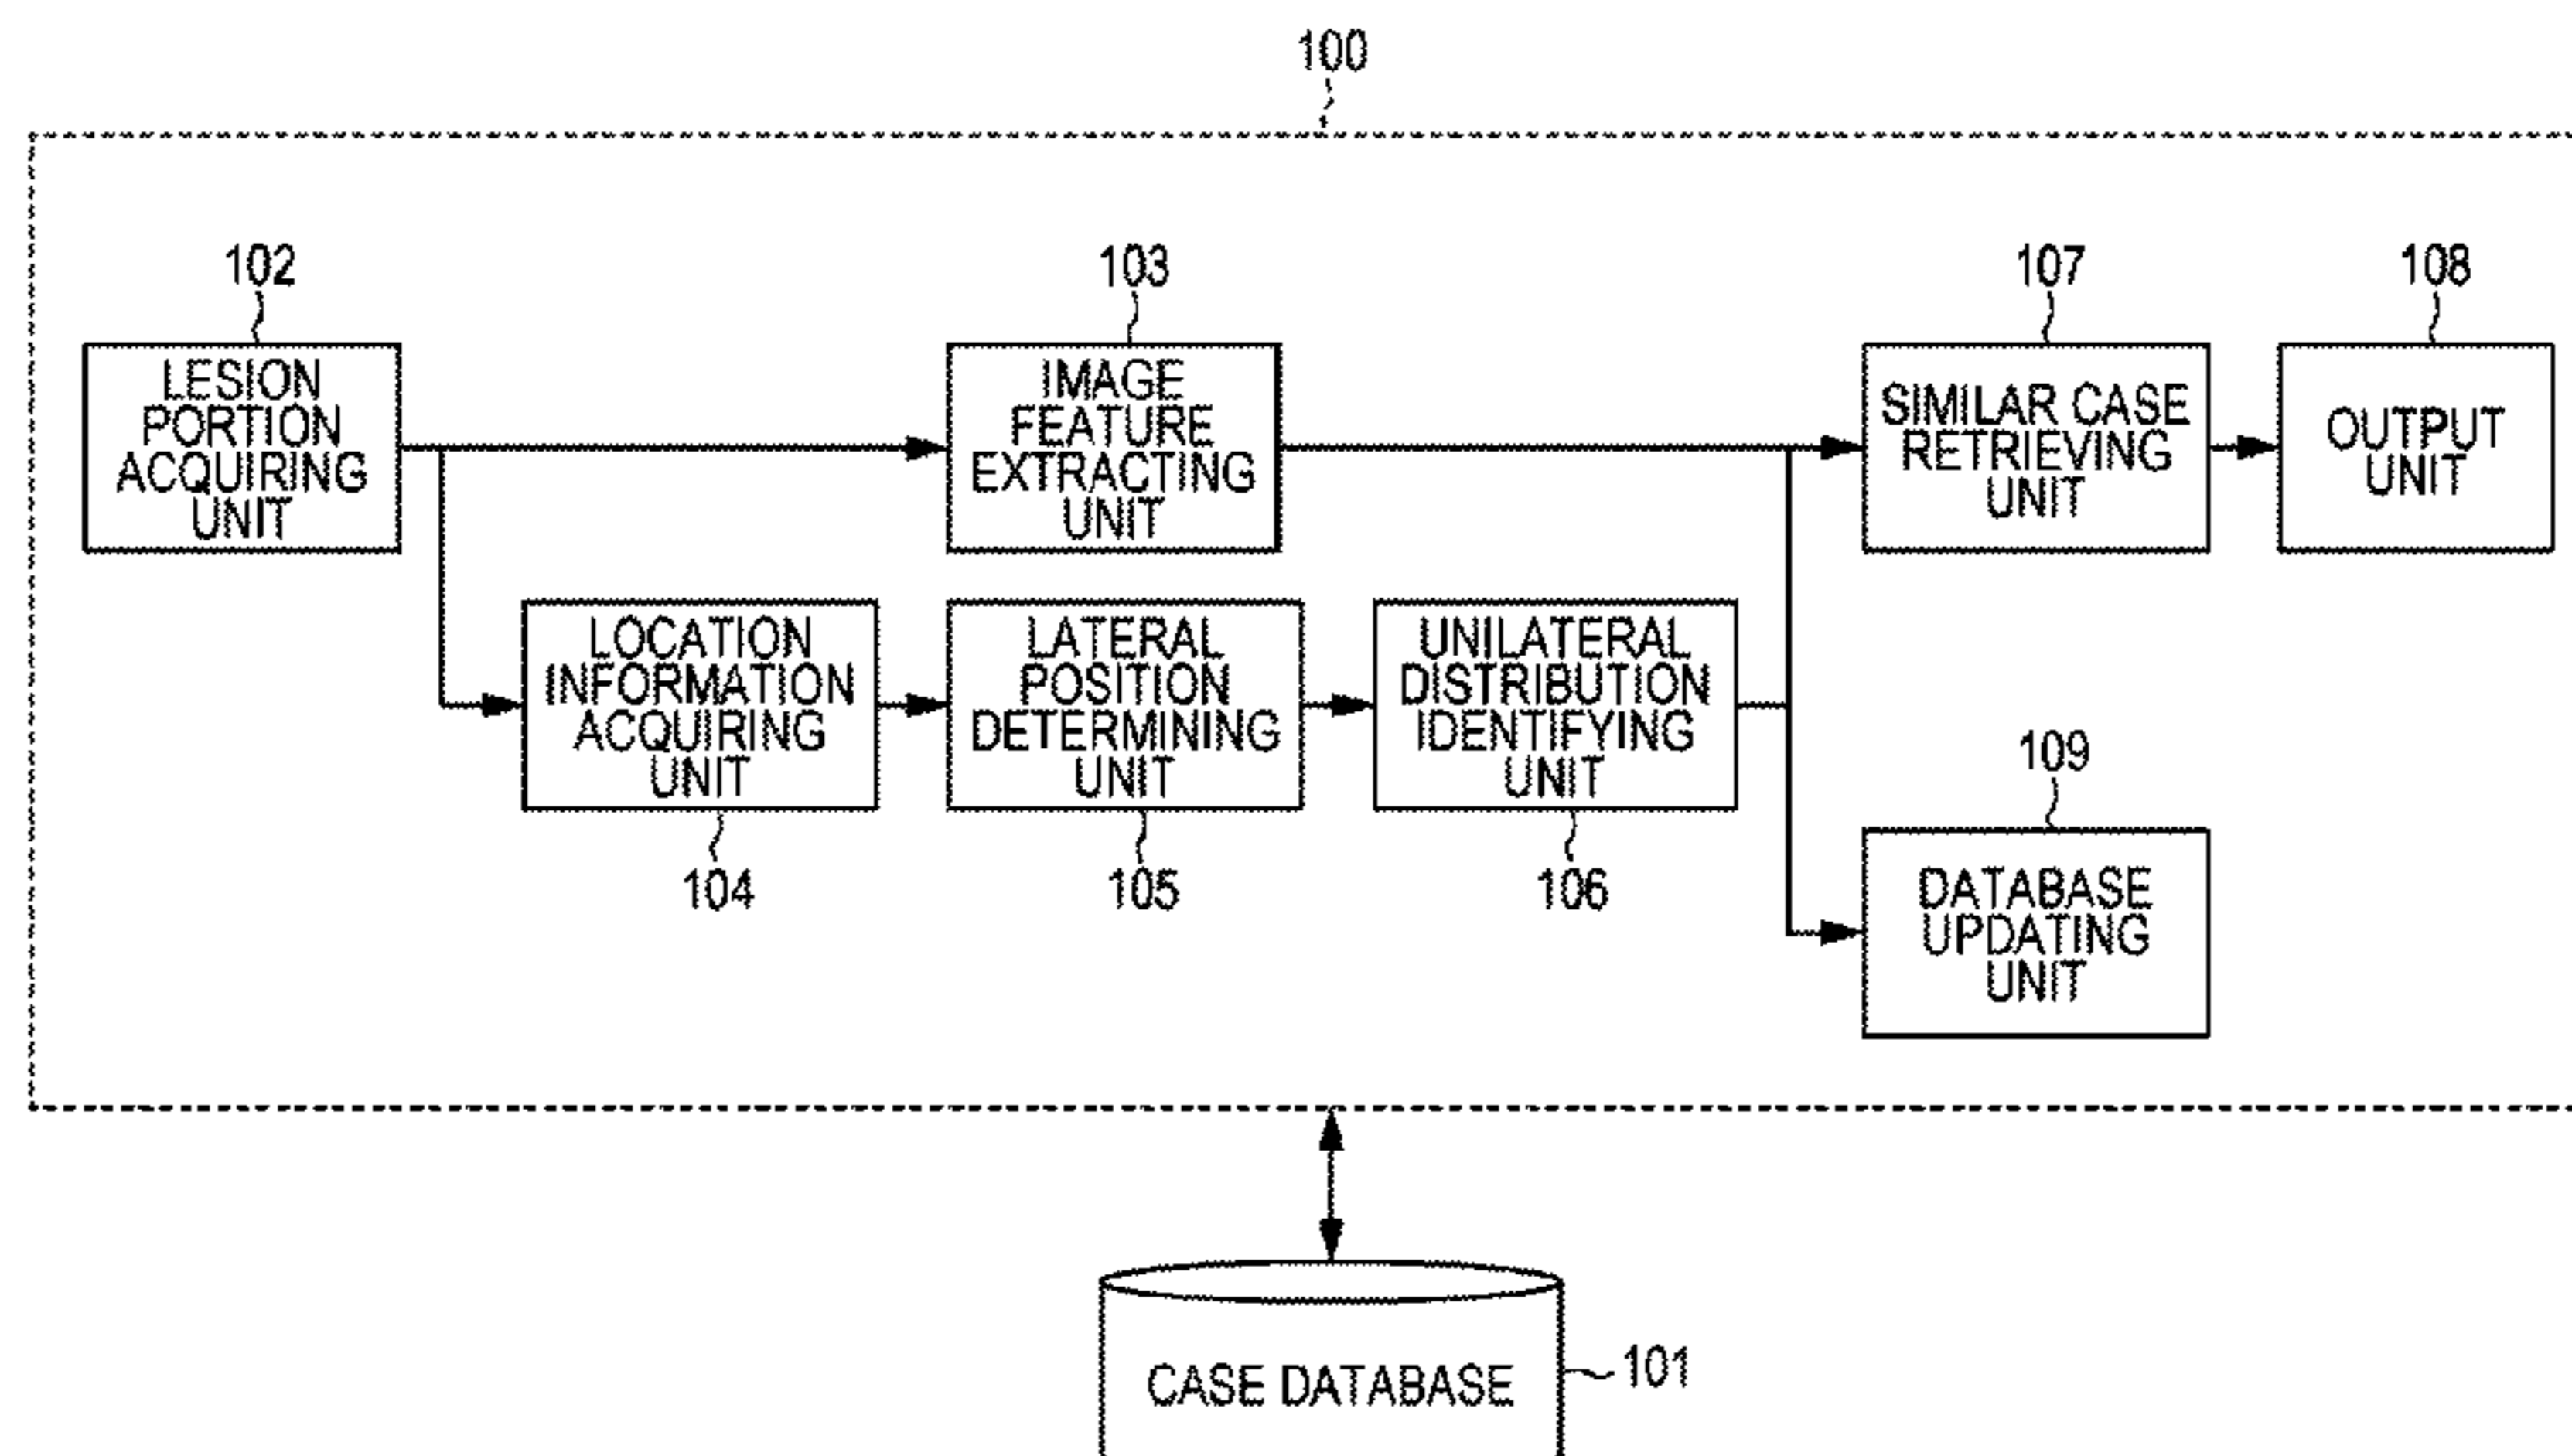 100
102
103
107
108
LESION
PORTION
ACQUIRING
UNIT
IMAGE
FEATURE
EXTRACTING
UNIT
SIMILAR CASE
RETRIEVING
UNIT
OUTPUT
UNIT
LOCATION
INFORMATION
ACQUIRING
UNIT
LATERAL
POSITION
DETERMINING
UNIT
UNILATERAL
DISTRIBUTION
IDENTIFYING
UNIT
104
105
106
109
DATABASE
UPDATING
UNIT
CASE DATABASE
101